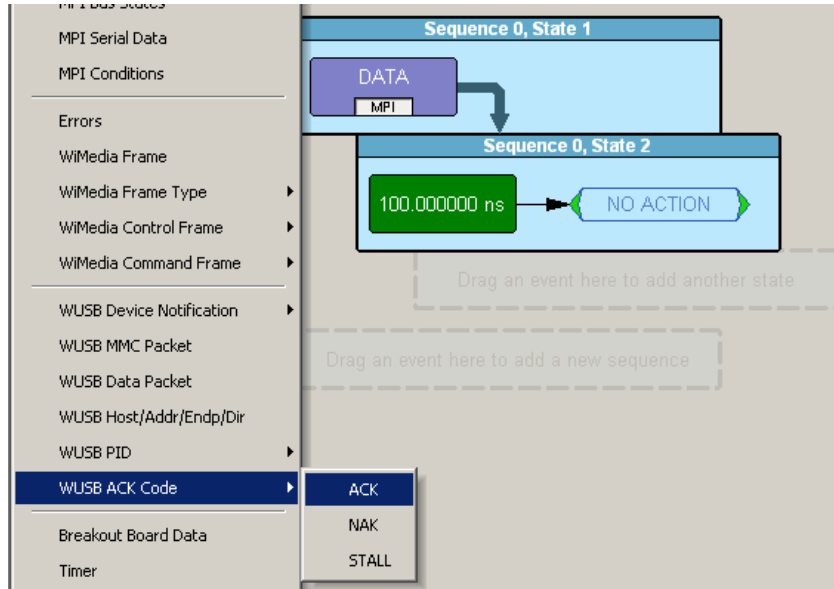 MPI Bus States
MPI Serial Data
MPI Conditions
Errors
WiMedia Frame
WiMedia Frame Type
WiMedia Control Frame
WiMedia Command Frame
WUSB Device Notification
WUSB MMC Packet
WUSB Data Packet
WUSB Host/Addr/Endp/Dir
WUSB PID
WUSB ACK Code
Breakout Board Data
Timer
ACK
NAK
STALL
Sequence 0, State 1
DATA
MPI
Sequence 0, State 2
100.000000 ns
NO ACTION
Drag an event here to add another state
Drag an event here to add a new sequence